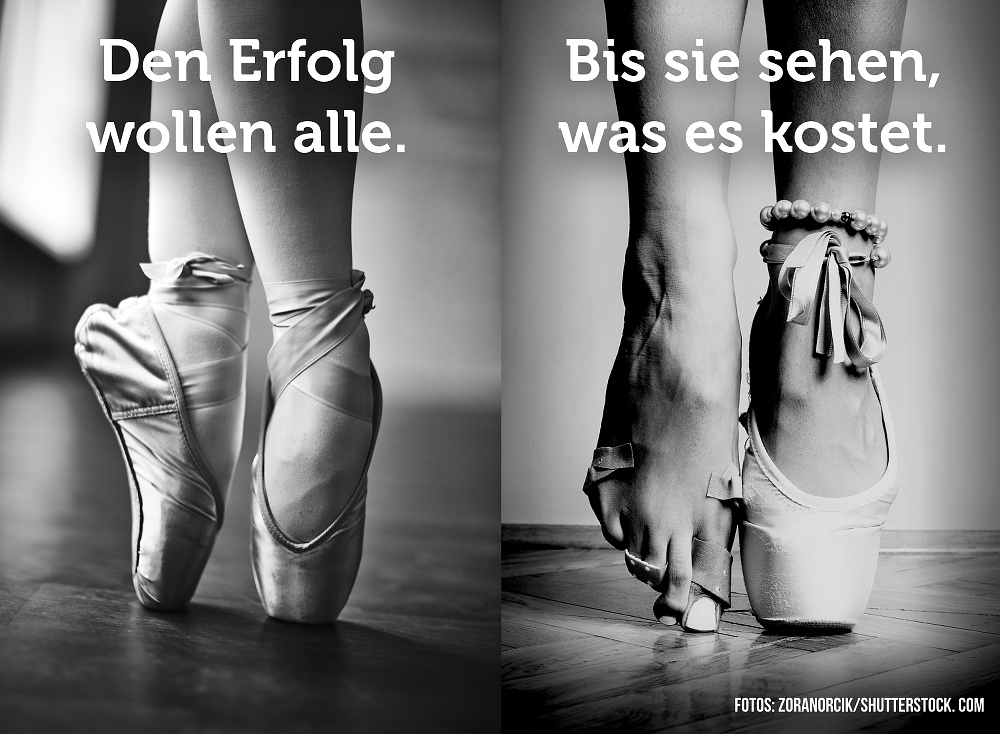 Den Erfolg
wollen alle.
Bis sie sehen,
was es kostet.
FOTOS: ZORANORCIK/SHUTTERSTOCK. COM